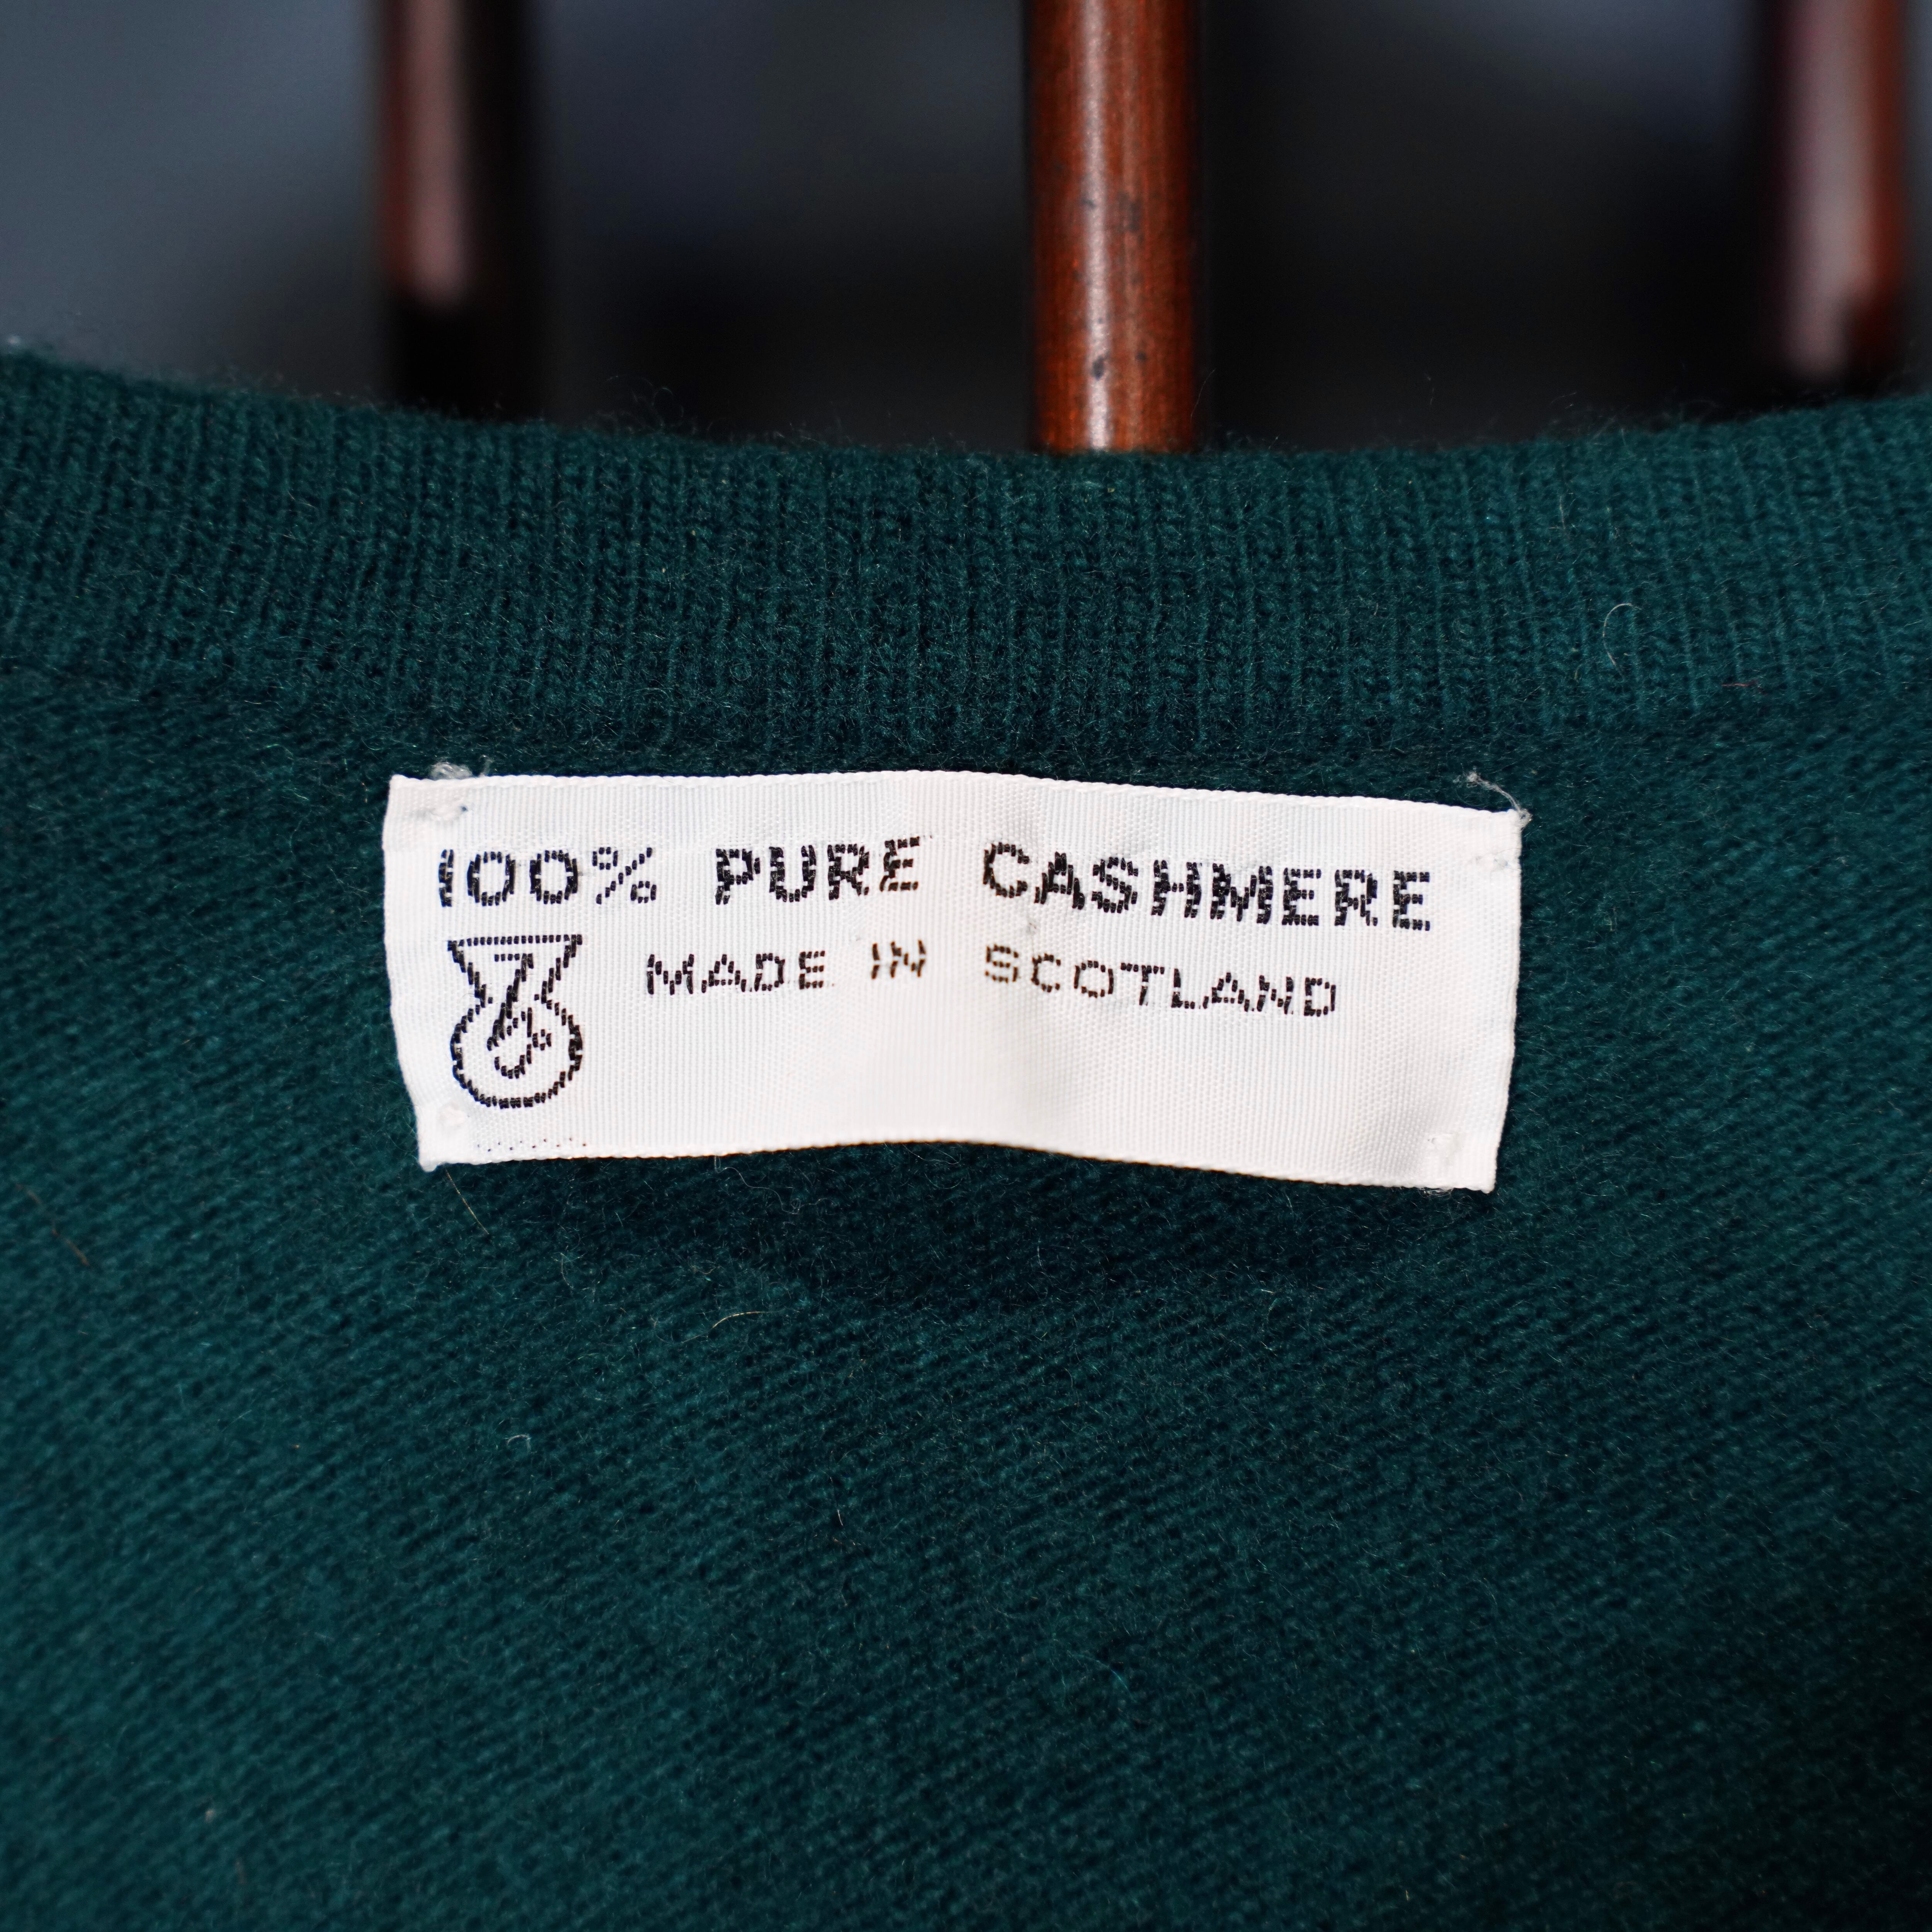 100% PURE CASHMERE
MADE IN SCOTLAND